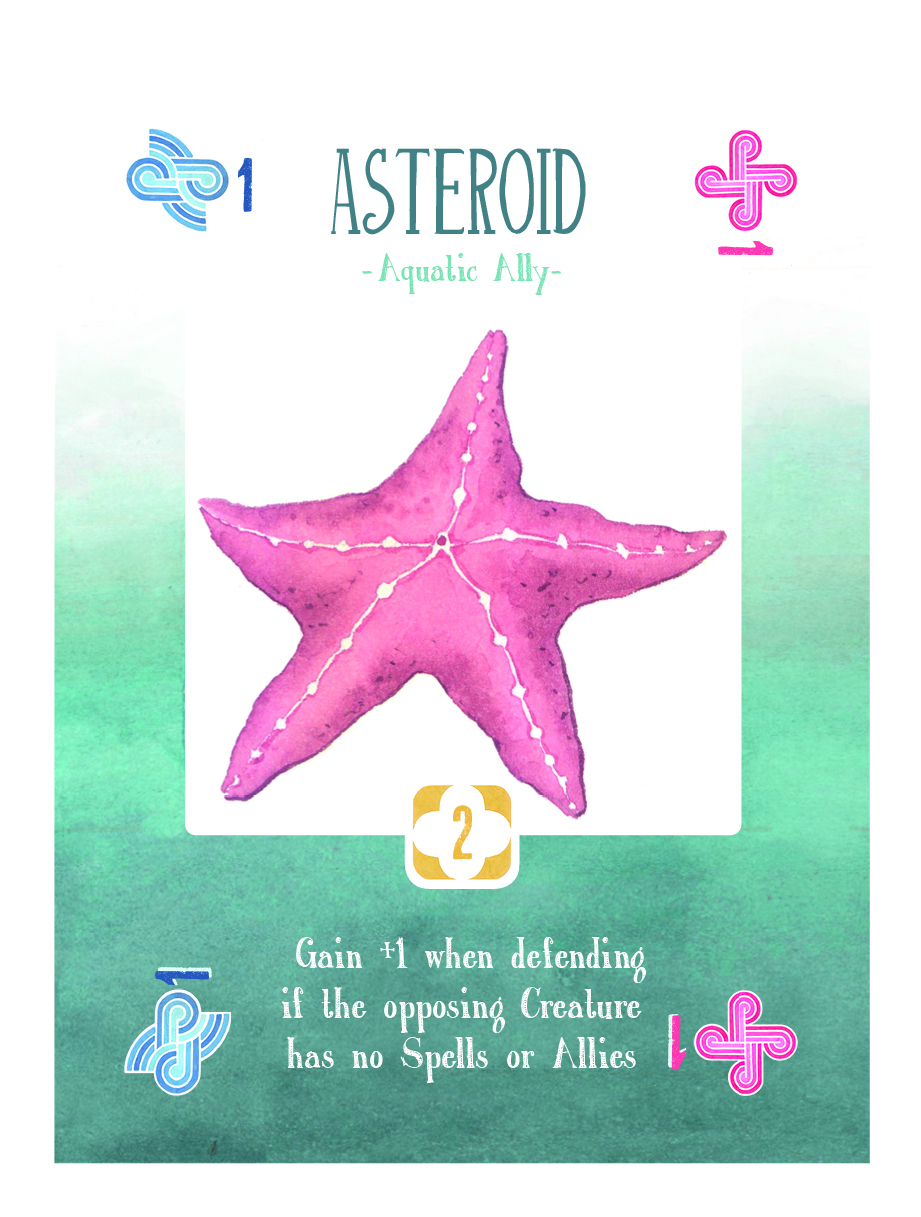 1
ASTEROID
1
-Aquatic Ally-
2
Gain +1 when defending
if the opposing Creature
has no Spells or Allies
1
1